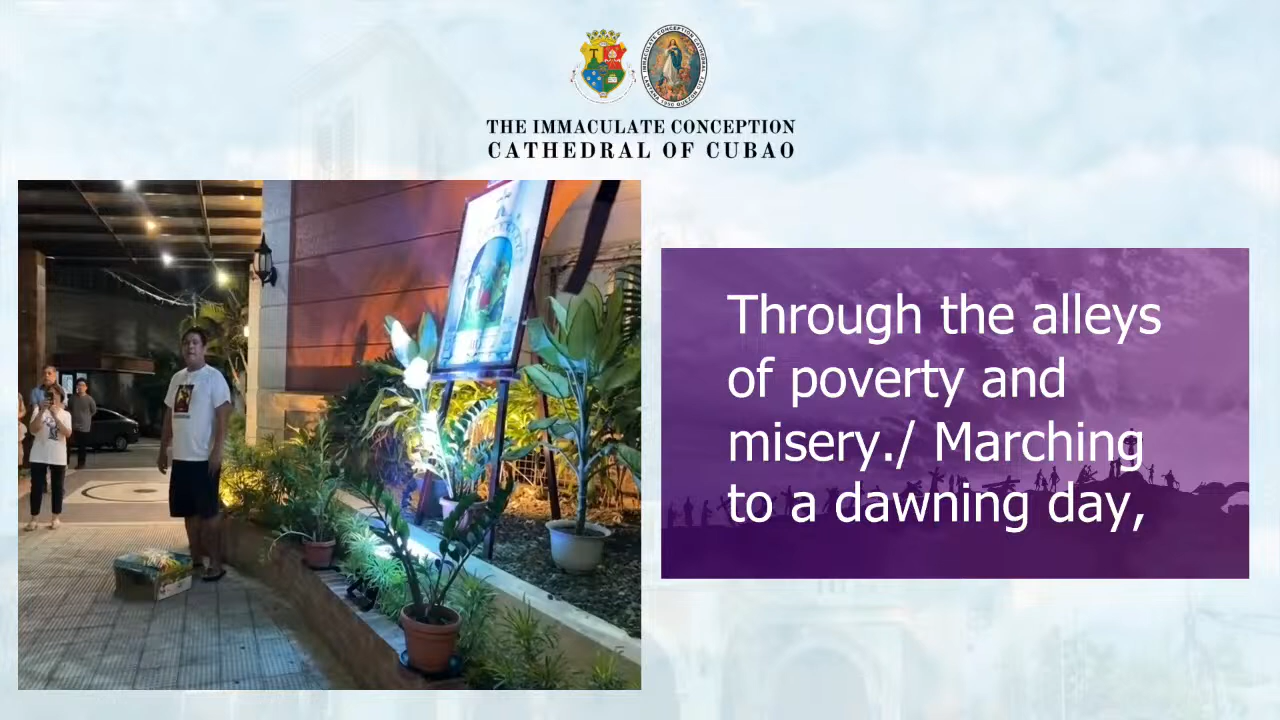 THE IMMACULATE CONCEPTION
CATHEDRAL OF CUBAO
Through the alleys
of poverty and
misery./ Marching
to a dawning day,